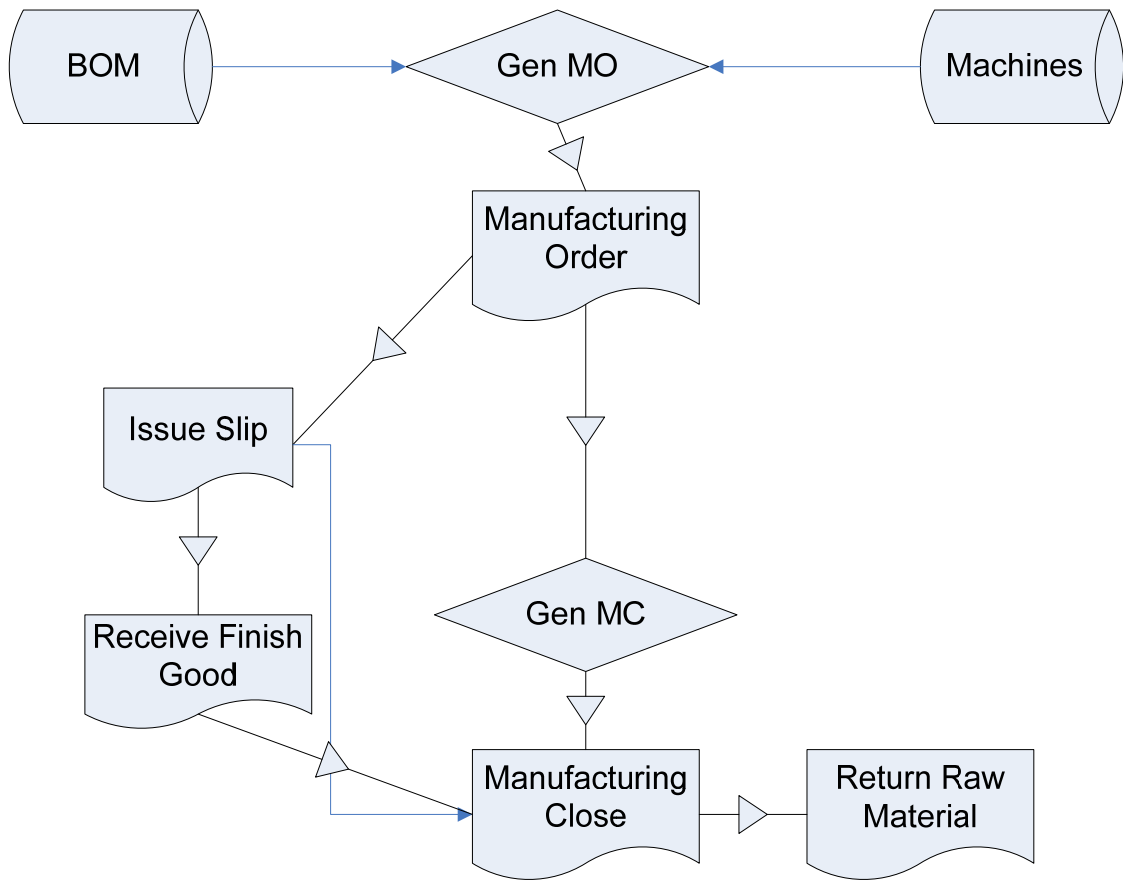 BOM
Gen MO
Machines
Manufacturing
Order
Issue Slip
Gen MC
Receive Finish
Good
Manufacturing
Close
Return Raw
Material